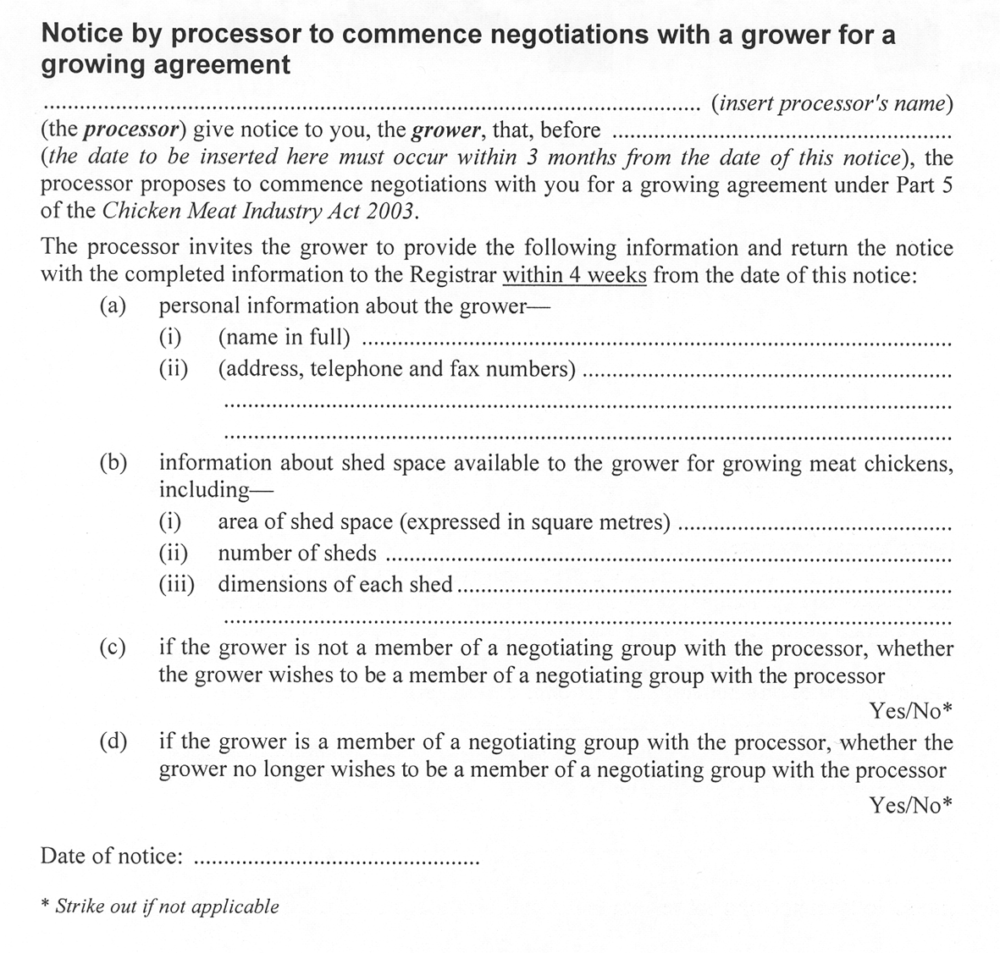 Notice by processor to commence negotiations with a grower for a
growing agreement
.......................................................................................... (insert processor's name)
(the processor) give notice to you, the grower, that, before ..............................................
(the date to be inserted here must occur within 3 months from the date of this notice), the
processor proposes to commence negotiations with you for a growing agreement under Part 5
of the Chicken Meat Industry Act 2003.
The processor invites the grower to provide the following information and return the notice
with the completed information to the Registrar within 4 weeks from the date of this notice:
(a) personal information about the grower—
(i) (name in full) ................................................................................
(ii) (address, telephone and fax numbers) ..................................................
....................................................................................................
....................................................................................................
(b) information about shed space available to the grower for growing meat chickens,
including—
(i) area of shed space (expressed in square metres) .....................................
(ii) number of sheds .............................................................................
(iii) dimensions of each shed ...................................................................
....................................................................................................
(c) if the grower is not a member of a negotiating group with the processor, whether
the grower wishes to be a member of a negotiating group with the processor
Yes/No*
(d) if the grower is a member of a negotiating group with the processor, whether the
grower no longer wishes to be a member of a negotiating group with the processor
Yes/No*
Date of notice: ...............................................
* Strike out if not applicable